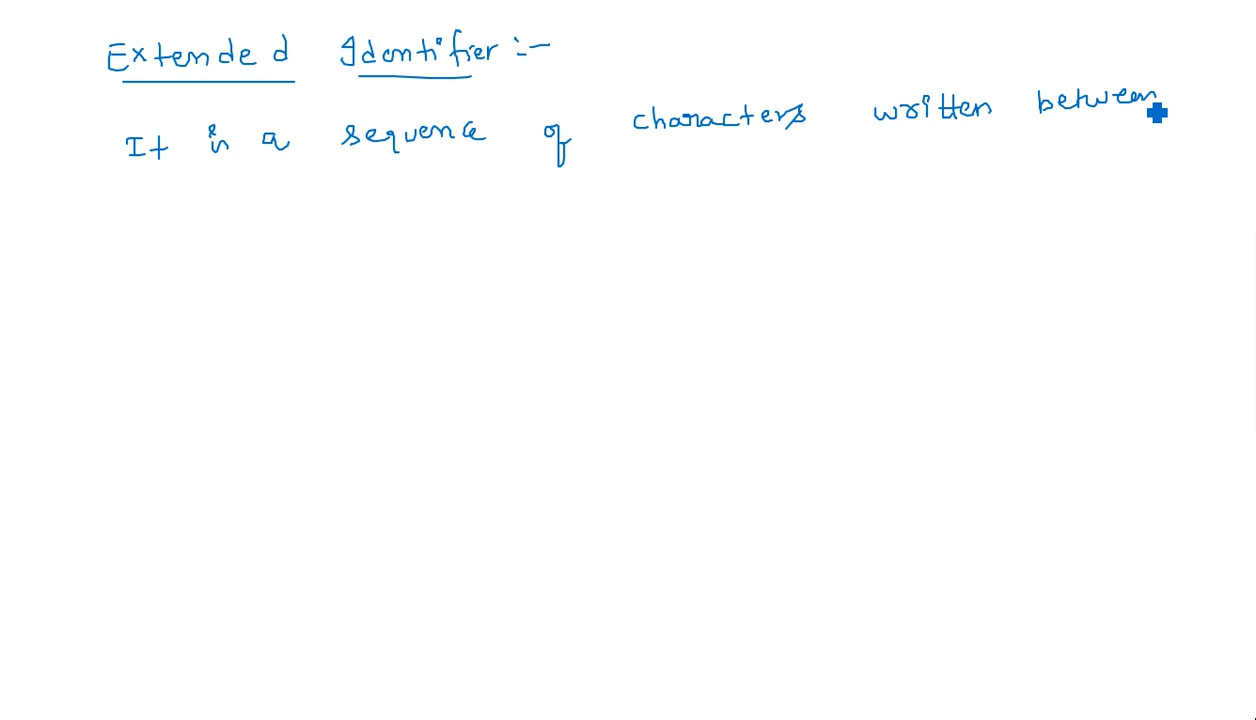 Extended Identifier :-
It is a sequence of characters written between